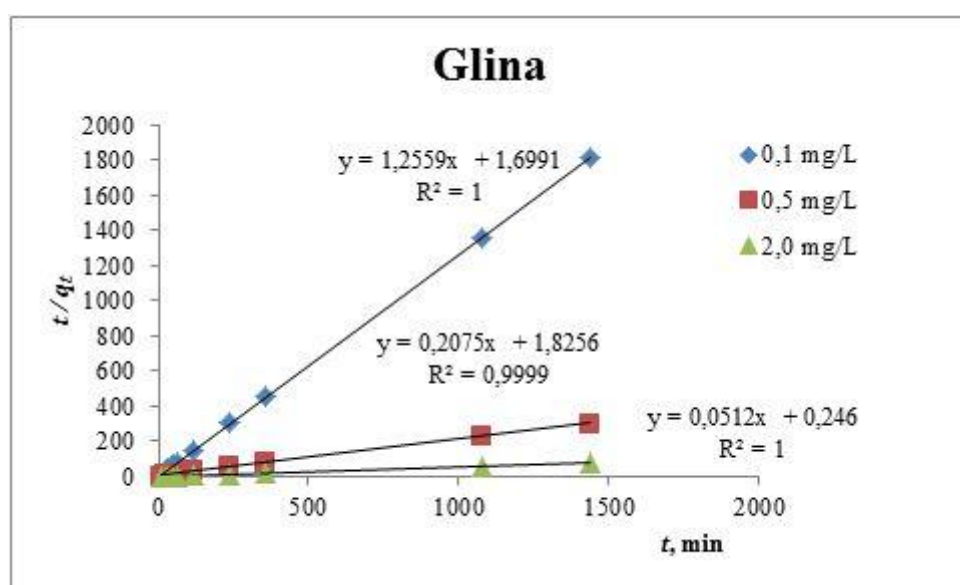 Glina
2000
1800
1600
1400
1200
1000
800
600
400
200
0
t / qt
y = 1,2559x + 1,6991
R² = 1
y = 0,2075x + 1,8256
R² = 0,9999
y = 0,0512x + 0,246
R² = 1
0,1 mg/L
0,5 mg/L
2,0 mg/L
0 500 1000 1500 2000
t, min